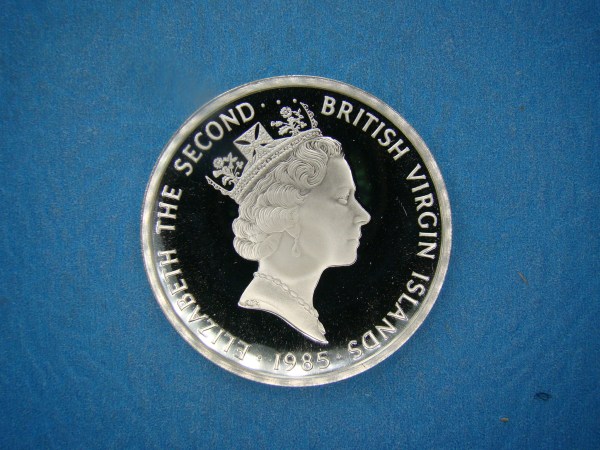 ELIZABETH THE SECOND · · · BRITISH VIRGIN ISLANDS
· 1985 ·